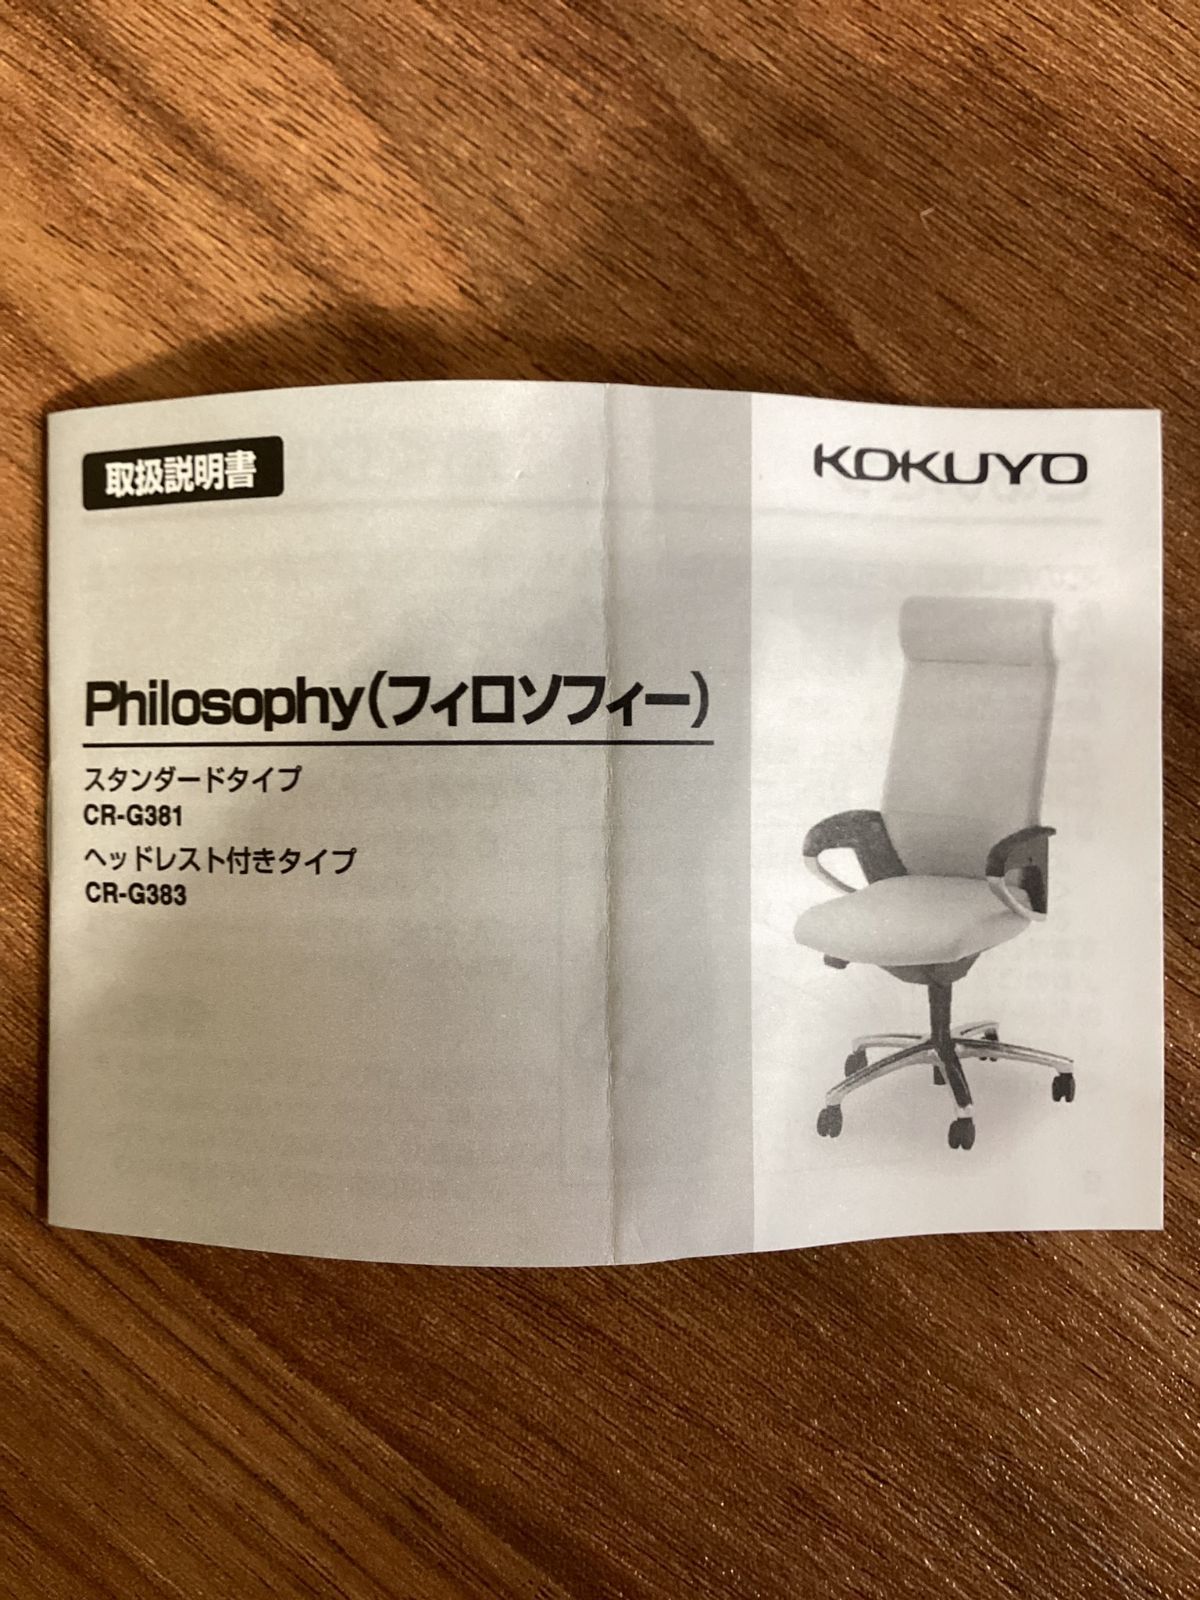 取扱説明書
KOKUYO
Philosophy(フィロソフィー)
スタンダードタイプ
CR-G381
ヘッドレスト付きタイプ
CR-G383